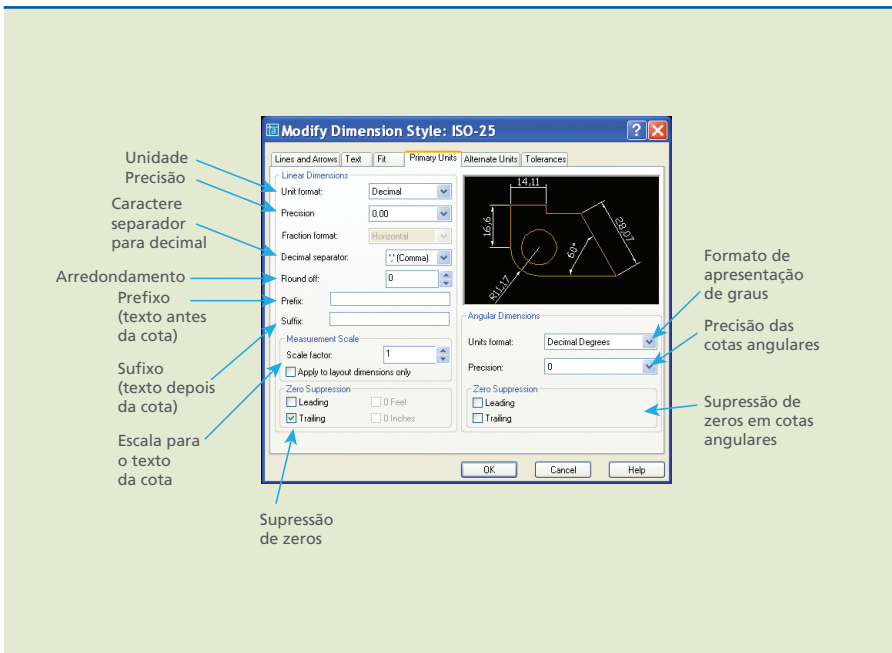 Modify Dimension Style: ISO-25
Lines and Arrows Text Fit Primary Units Alternate Units Tolerances
Unidade
Precisão
Caractere
separador
para decimal
Arredondamento
Prefixo
(texto antes
da cota)
Sufixo
(texto depois
da cota)
Escala para
o texto
da cota
Supressão
de zeros
Linear Dimensions
Unit format: Decimal
Precision 0.00
Fraction format: Horizontal
Decimal separator: ',' (Comma)
Round off: 0
Prefix:
Suffix:
Measurement Scale
Scale factor: 1
Apply to layout dimensions only
Zero Suppression
Leading 0 Feet
Trailing 0 Inches
14,11
16,6
28,07
60°
R11,17
Angular Dimensions
Units format: Decimal Degrees
Precision: 0
Zero Suppression
Leading
Trailing
OK Cancel Help
Formato de
apresentação
de graus
Precisão das
cotas angulares
Supressão de
zeros em cotas
angulares